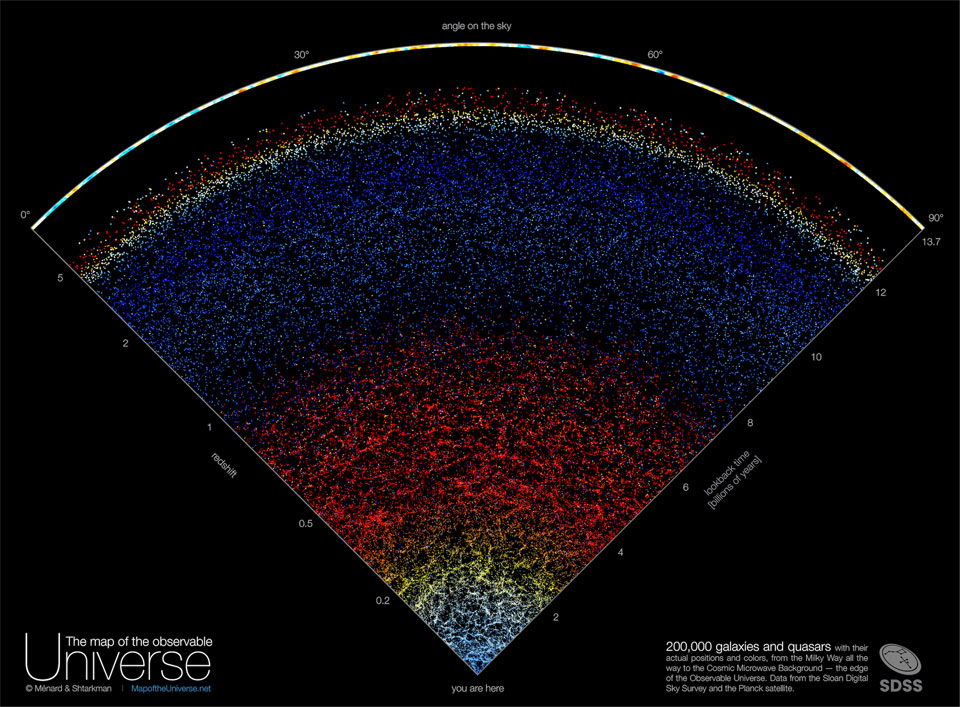 angle on the sky
30°
60°
0°
90°
13.7
5
12
2
10
1
8
redshift
lookback time
[billions of years]
6
0.5
4
0.2
2
you are here
The map of the observable
Universe
© Ménard & Shtarkman | MapoftheUniverse.net
200,000 galaxies and quasars with their
actual positions and colors, from the Milky Way all the
way to the Cosmic Microwave Background — the edge
of the Observable Universe. Data from the Sloan Digital
Sky Survey and the Planck satellite.
SDSS